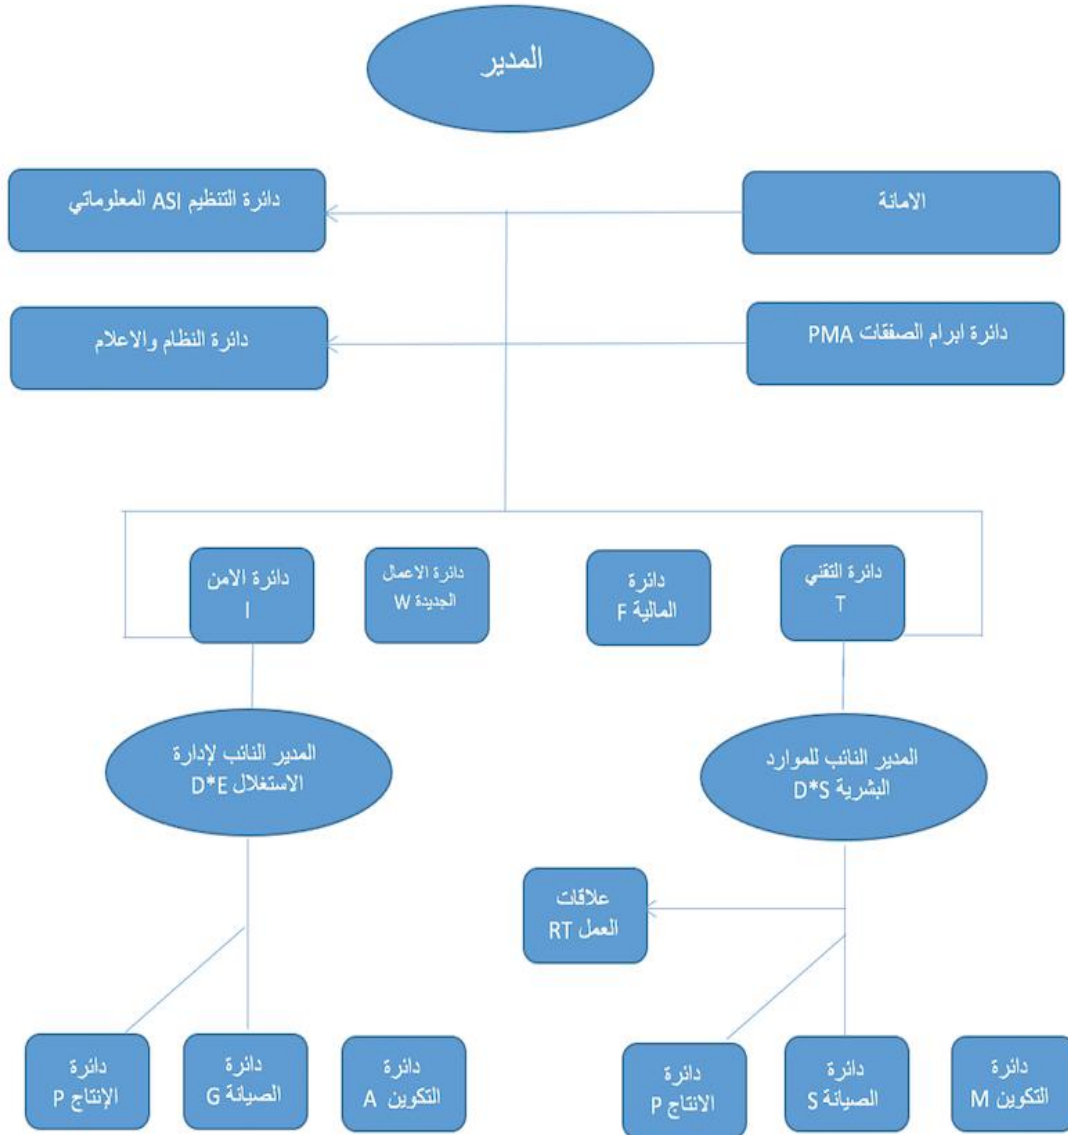 المدير
الامانة
دائرة التنظيم ASI المعلوماتي
دائرة ابرام الصفقات PMA
دائرة النظام والاعلام
دائرة التقني
T
دائرة
المالية F
دائرة الاعمال
الجديدة W
دائرة الامن
I
المدير النائب للموارد
البشرية D*S
المدير النائب لإدارة
الاستغلال D*E
علاقات
العمل RT
دائرة
التكوين M
دائرة
الصيانة S
دائرة
الانتاج P
دائرة
التكوين A
دائرة
الصيانة G
دائرة
الإنتاج P